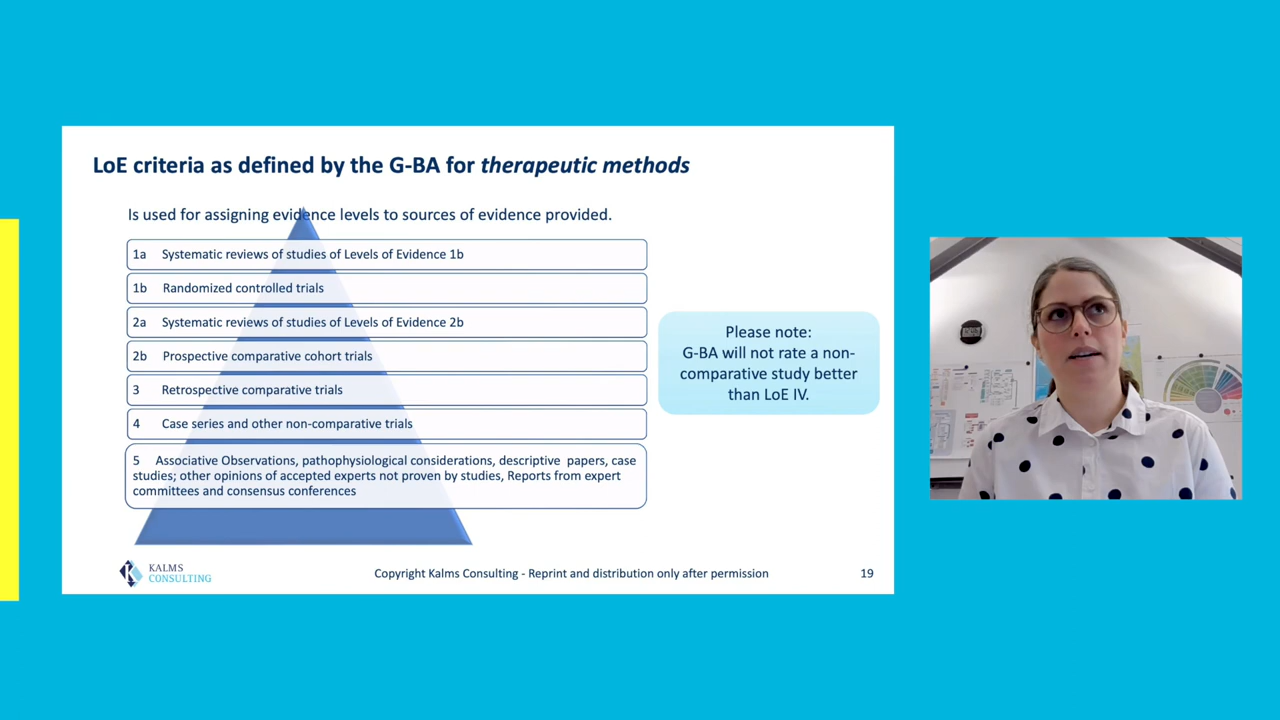 LoE criteria as defined by the G-BA for therapeutic methods
Is used for assigning evidence levels to sources of evidence provided.
1a Systematic reviews of studies of Levels of Evidence 1b
1b Randomized controlled trials
2a Systematic reviews of studies of Levels of Evidence 2b
2b Prospective comparative cohort trials
3 Retrospective comparative trials
4 Case series and other non-comparative trials
5 Associative Observations, pathophysiological considerations, descriptive papers, case
studies; other opinions of accepted experts not proven by studies, Reports from expert
committees and consensus conferences
Please note:
G-BA will not rate a non-
comparative study better
than LoE IV.
KALMS
CONSULTING
Copyright Kalms Consulting - Reprint and distribution only after permission
19